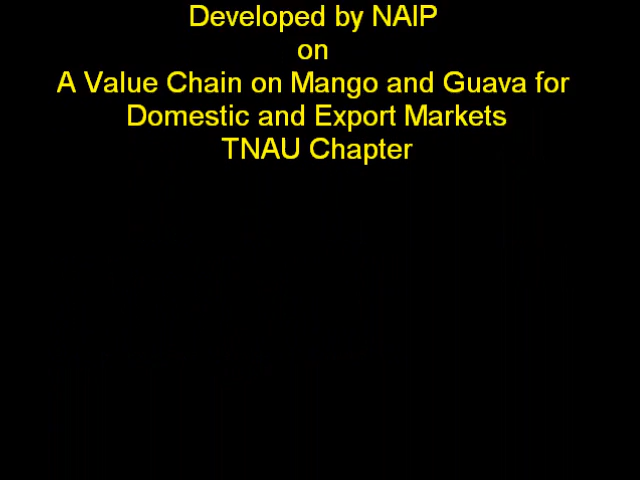 Developed by NAIP
on
A Value Chain on Mango and Guava for
Domestic and Export Markets
TNAU Chapter